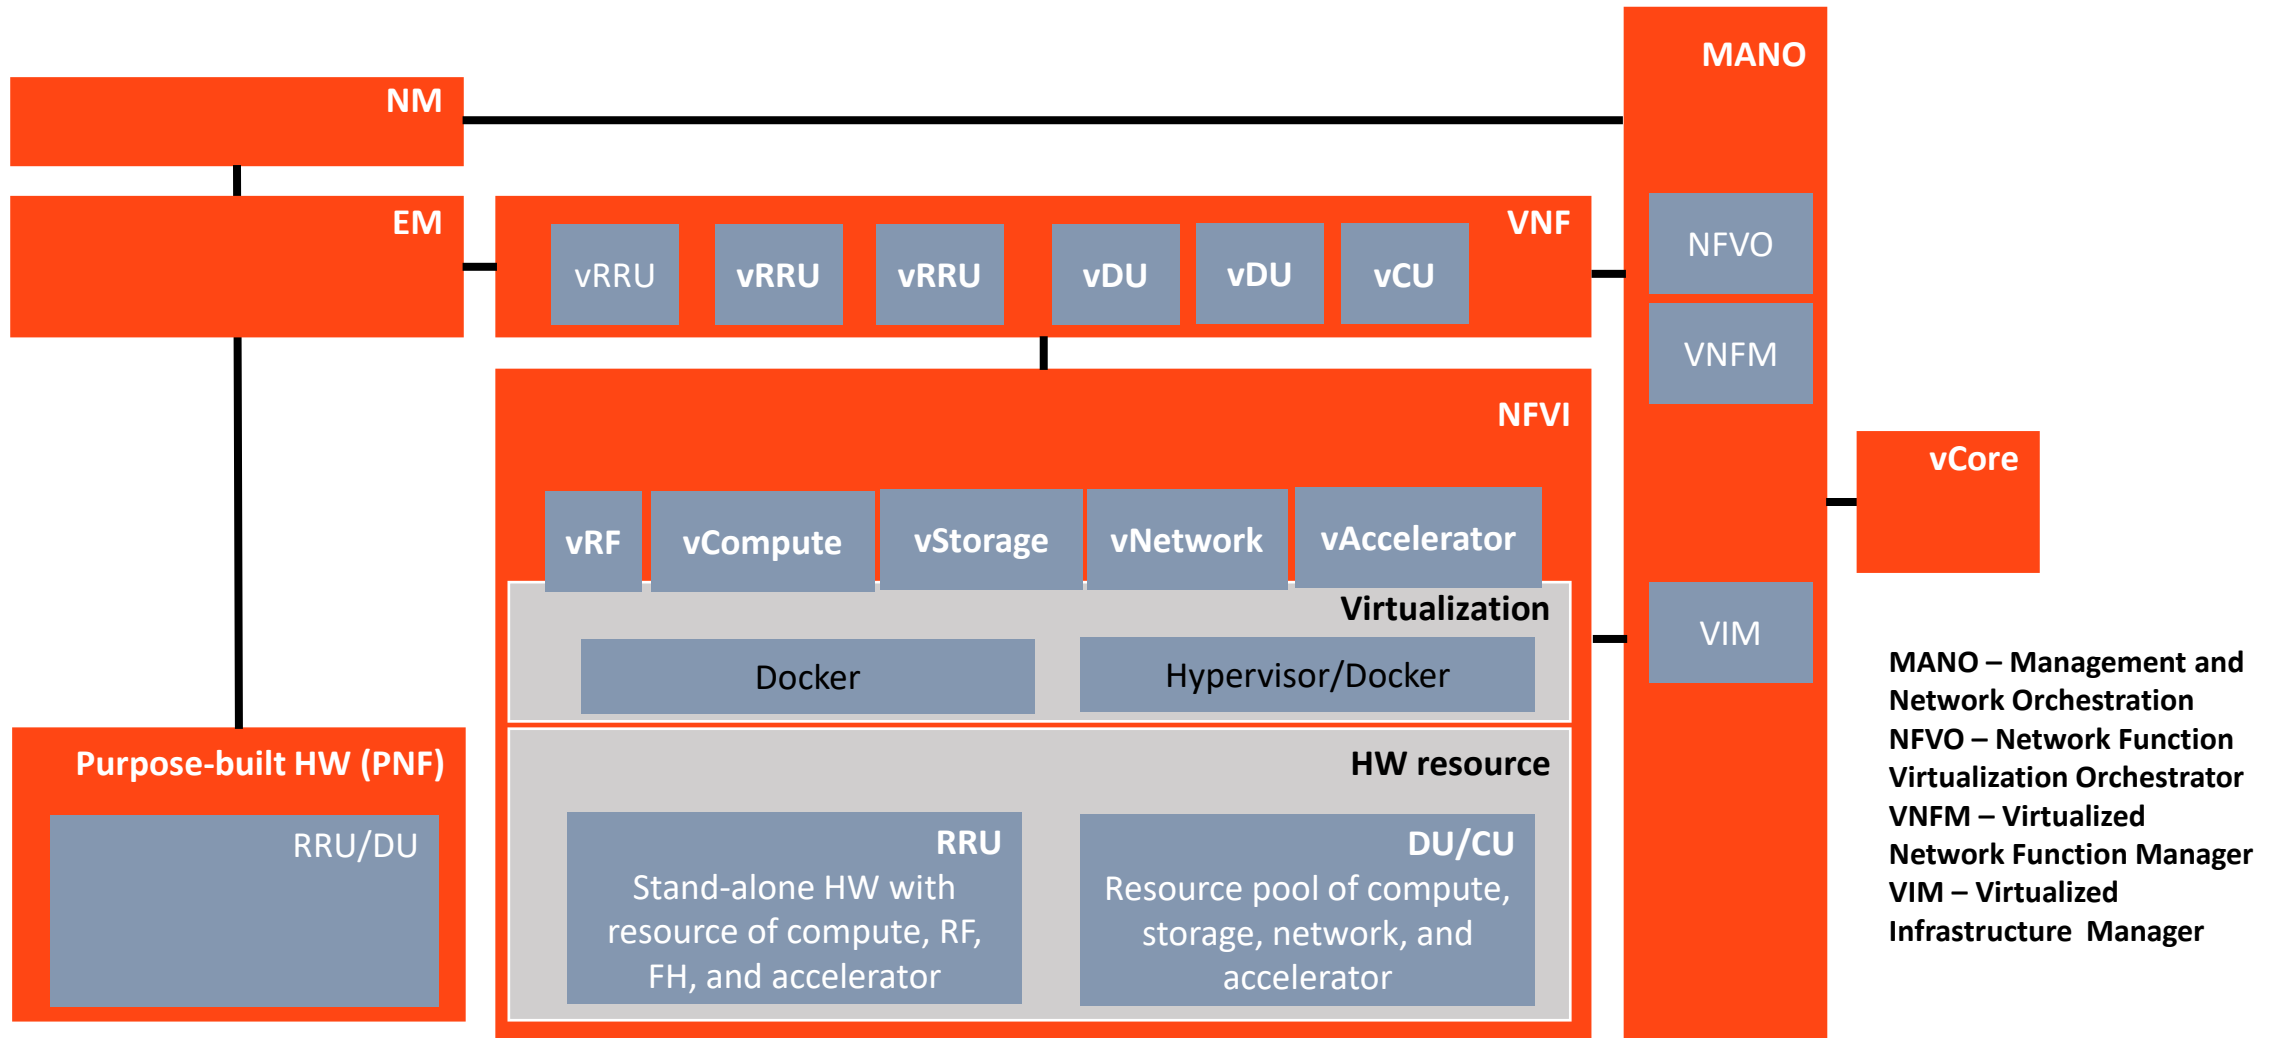 MANO
NM
EM
VNF
vRRU
vRRU
vRRU
vDU
vDU
vCU
NFVO
VNFM
NFVI
vCore
vRF
vCompute
vStorage
vNetwork
vAccelerator
Virtualization
Docker
Hypervisor/Docker
VIM
Purpose-built HW (PNF)
RRU/DU
HW resource
RRU
Stand-alone HW with
resource of compute, RF,
FH, and accelerator
DU/CU
Resource pool of compute,
storage, network, and
accelerator
MANO – Management and
Network Orchestration
NFVO – Network Function
Virtualization Orchestrator
VNFM – Virtualized
Network Function Manager
VIM – Virtualized
Infrastructure  Manager